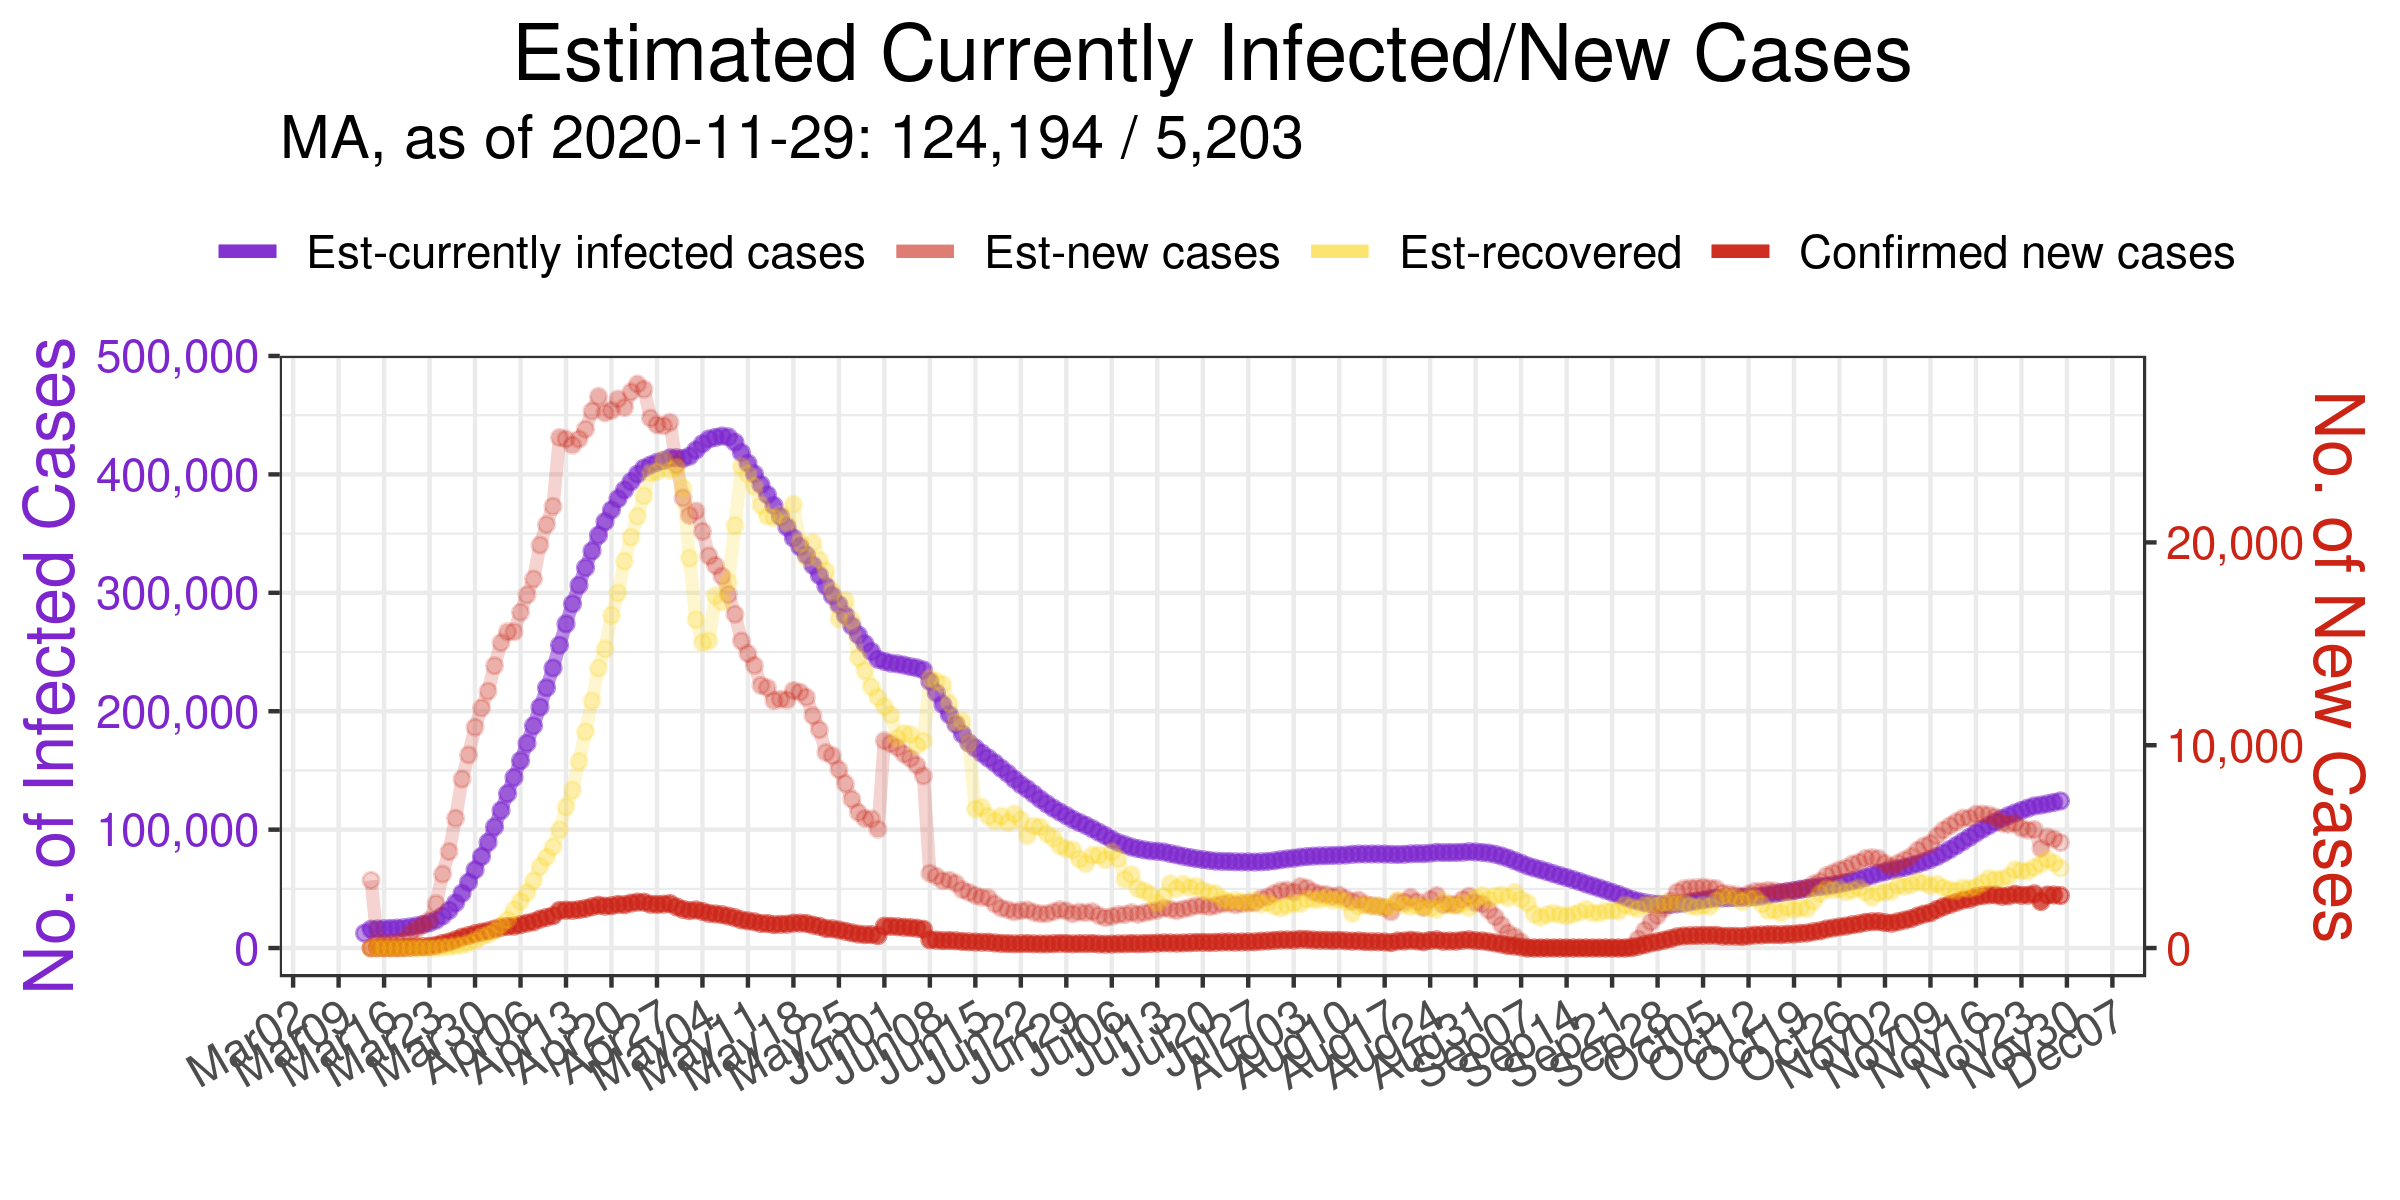 Estimated Currently Infected/New Cases
MA, as of 2020-11-29: 124,194 / 5,203
Est-currently infected cases Est-new cases Est-recovered Confirmed new cases
No. of Infected Cases
500,000
400,000
300,000
200,000
100,000
0
20,000
10,000
0
No. of New Cases
Mar02 Mar09 Mar16 Mar23 Mar30 Apr06 Apr13 Apr20 Apr27 May04 May11 May18 May25 Jun01 Jun08 Jun15 Jun22 Jun29 Jul06 Jul13 Jul20 Jul27 Aug03 Aug10 Aug17 Aug24 Aug31 Sep07 Sep14 Sep21 Sep28 Oct05 Oct12 Oct19 Oct26 Nov02 Nov09 Nov16 Nov23 Nov30 Dec07